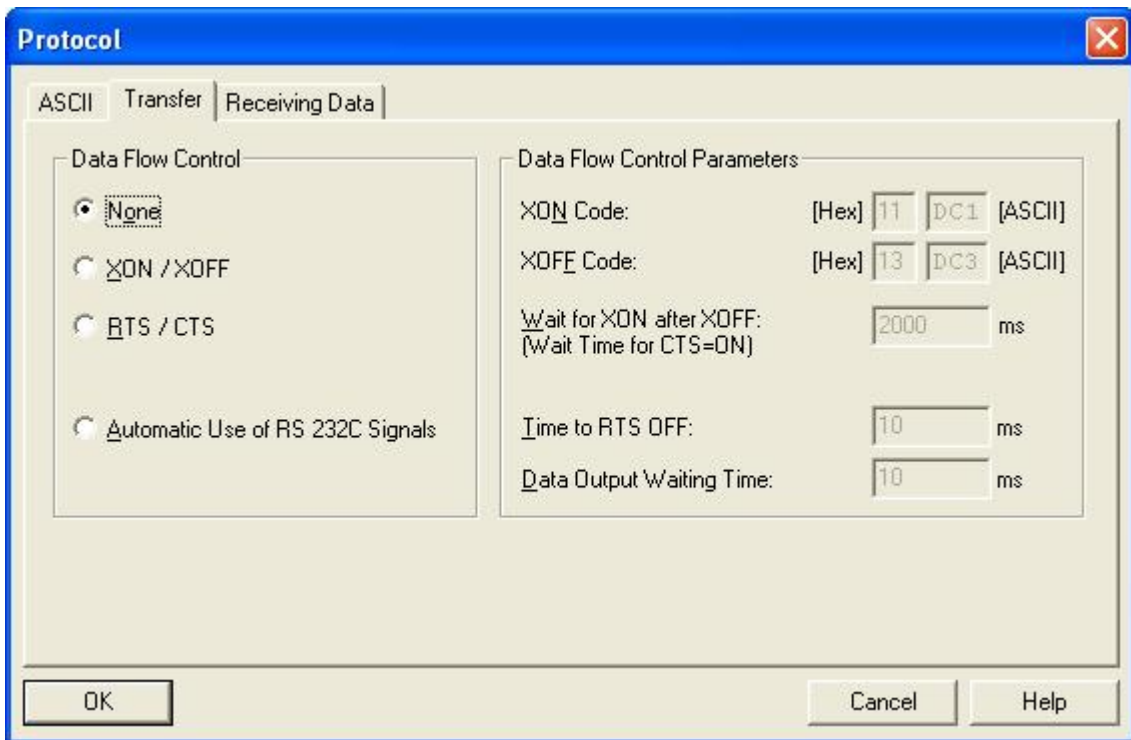 Protocol
ASCII Transfer Receiving Data
Data Flow Control
None
XON / XOFF
RTS / CTS
Automatic Use of RS 232C Signals
Data Flow Control Parameters
XON Code: [Hex] 11 DC1 [ASCII]
XOFF Code: [Hex] 13 DC3 [ASCII]
Wait for XON after XOFF: 2000 ms
(Wait Time for CTS=ON)
Time to RTS OFF: 10 ms
Data Output Waiting Time: 10 ms
OK Cancel Help